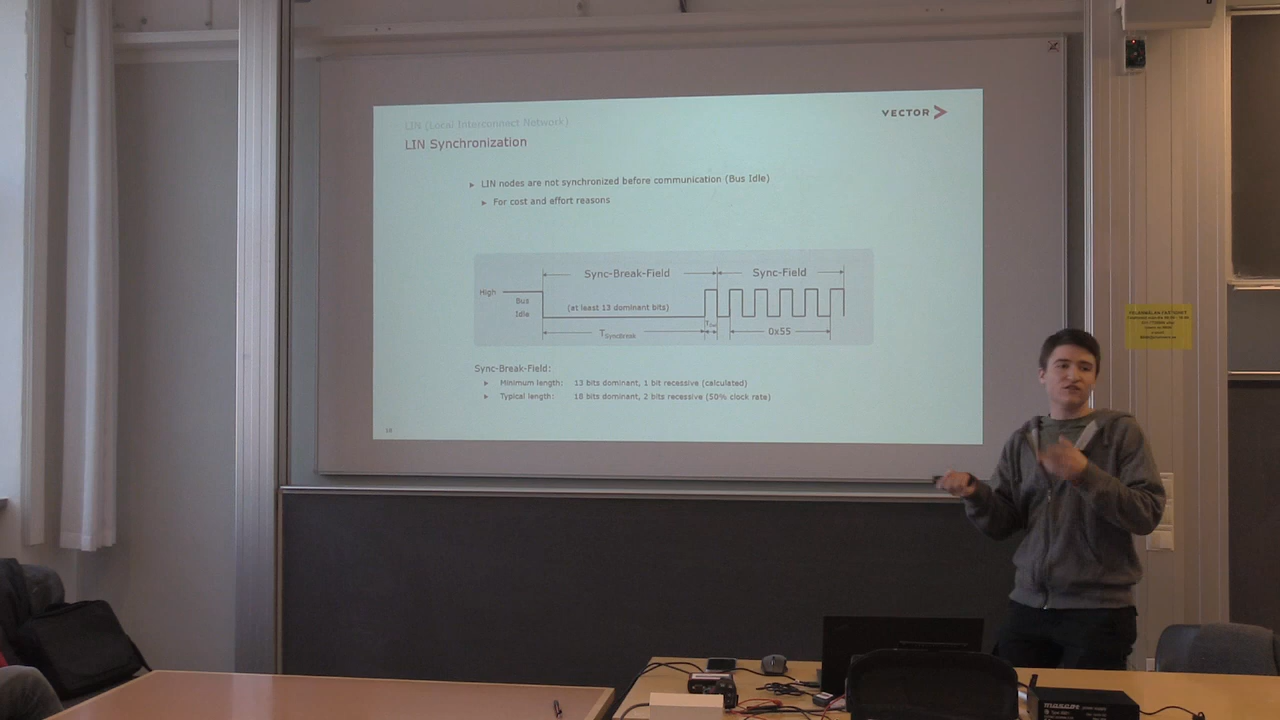 LIN (Local Interconnect Network)
VECTOR
LIN Synchronization
LIN nodes are not synchronized before communication (Bus Idle)
For cost and effort reasons
Sync-Break-Field
Sync-Field
High
Bus
Idle
(at least 13 dominant bits)
TSyncbreak
0x55
Sync-Break-Field:
Minimum length: 13 bits dominant, 1 bit recessive (calculated)
Typical length: 18 bits dominant, 2 bits recessive (50% clock rate)
FELANMÄLAN FASTIGHET